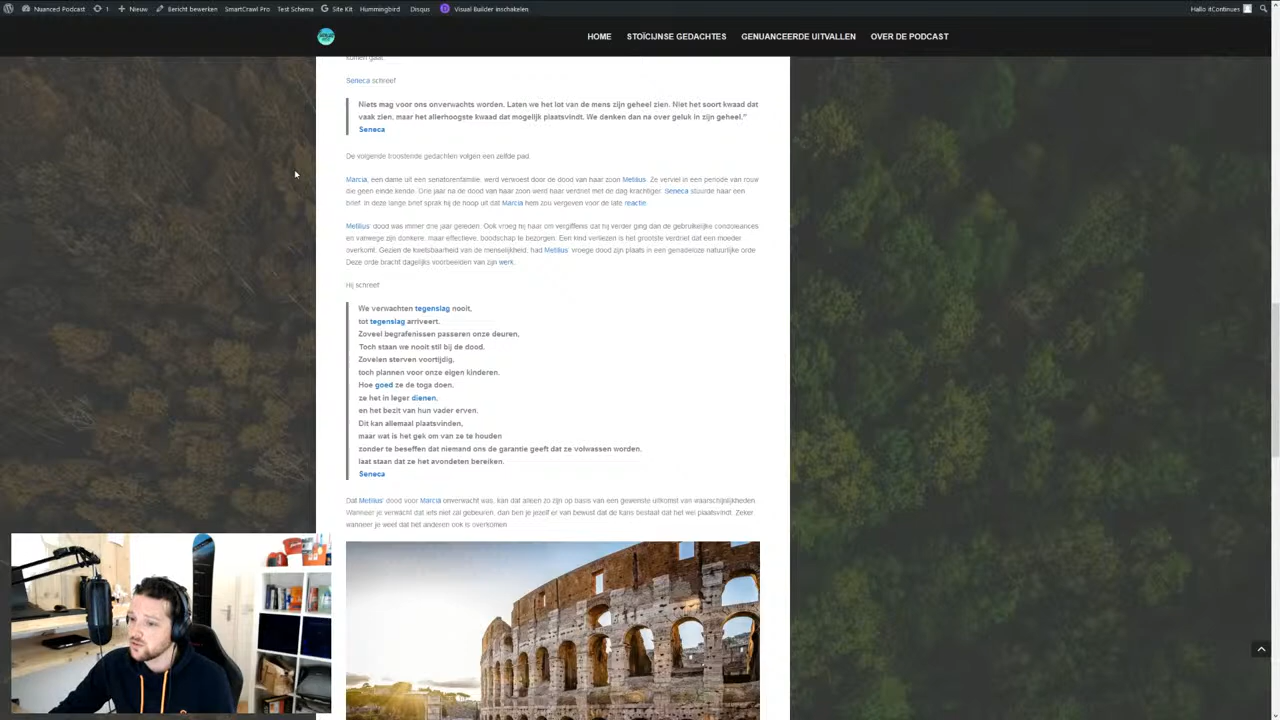 Nuanced Podcast 1 Nieuw Bericht bewerken SmartCrawl Pro Test Schema Site Kit Hummingbird Disqus Visual Builder inschakelen Hallo itContinues
HOME STOÏCIJNSE GEDACHTES GENUANCEERDE UITVALLEN OVER DE PODCAST
komen gaat.
Seneca schreef
Niets mag voor ons onverwachts worden. Laten we het lot van de mens zijn geheel zien. Niet het soort kwaad dat
vaak zien, maar het allerhoogste kwaad dat mogelijk plaatsvindt. We denken dan na over geluk in zijn geheel.”
Seneca
De volgende troostende gedachten volgen een zelfde pad.
Marcia, een dame uit een senatorenfamilie, werd verwoest door de dood van haar zoon Metilius. Ze verviel in een periode van rouw
die geen einde kende. Drie jaar na de dood van haar zoon werd haar verdriet met de dag krachtiger. Seneca stuurde haar een
brief. In deze lange brief sprak hij de hoop uit dat Marcia hem zou vergeven voor de late reactie.
Metilius’ dood was immer drie jaar geleden. Ook vroeg hij haar om vergiffenis dat hij verder ging dan de gebruikelijke condoleances
en vanwege zijn donkere, maar effectieve, boodschap te bezorgen. Een kind verliezen is het grootste verdriet dat een moeder
overkomt. Gezien de kwetsbaarheid van de menselijkheid, had Metilius’ vroege dood zijn plaats in een genadeloze natuurlijke orde
Deze orde bracht dagelijks voorbeelden van zijn werk.
Hij schreef
We verwachten tegenslag nooit,
tot tegenslag arriveert.
Zoveel begrafenissen passeren onze deuren,
Toch staan we nooit stil bij de dood.
Zovelen sterven voortijdig,
toch plannen voor onze eigen kinderen.
Hoe goed ze de toga doen.
ze het in leger dienen,
en het bezit van hun vader erven.
Dit kan allemaal plaatsvinden,
maar wat is het gek om van ze te houden
zonder te beseffen dat niemand ons de garantie geeft dat ze volwassen worden.
laat staan dat ze het avondeten bereiken.
Seneca
Dat Metilius’ dood voor Marcia onverwacht was, kan dat alleen zo zijn op basis van een gewenste uitkomst van waarschijnlijkheden.
Wanneer je verwacht dat iets niet zal gebeuren, dan ben je jezelf er van bewust dat de kans bestaat dat het wel plaatsvindt. Zeker
wanneer je weet dat het anderen ook is overkomen.